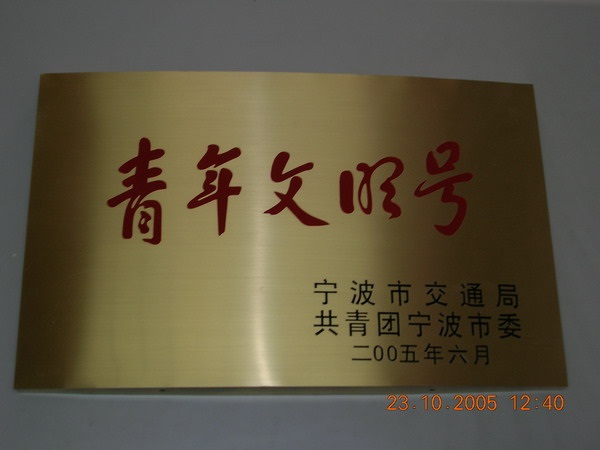 青年文明号
宁波市交通局
共青团宁波市委
二00五年六月
23.10.2005 12:40